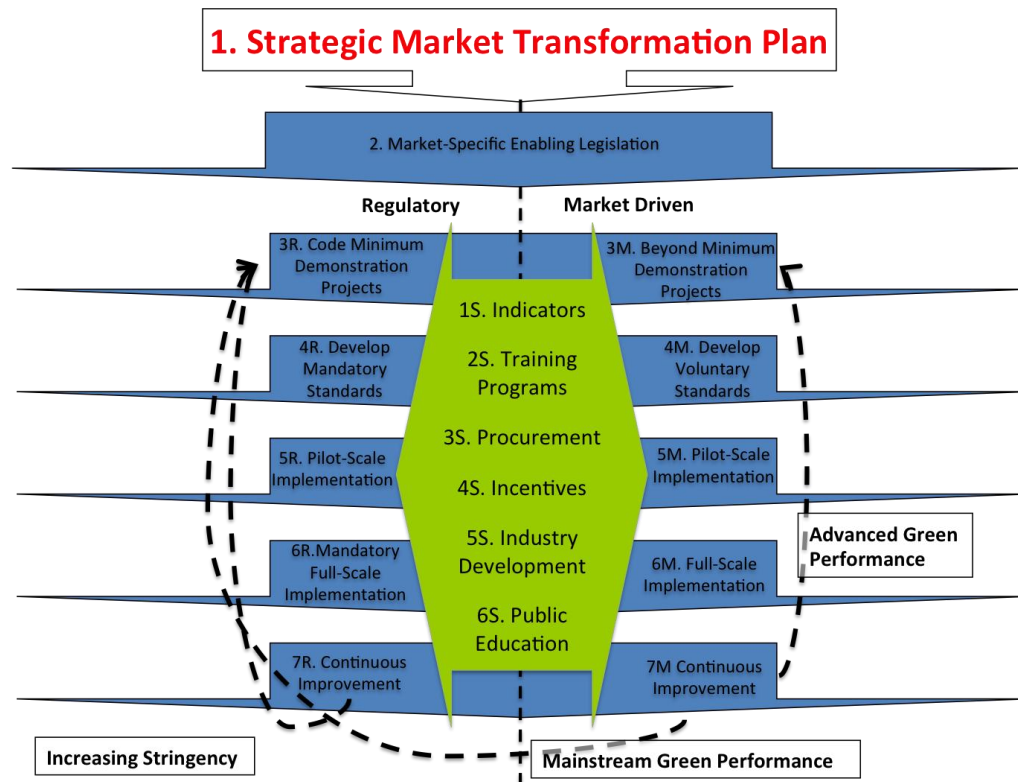 1. Strategic Market Transformation Plan
2. Market-Specific Enabling Legislation
Regulatory
Market Driven
3R. Code Minimum
Demonstration
Projects
3M. Beyond Minimum
Demonstration
Projects
4R. Develop
Mandatory
Standards
4M. Develop
Voluntary
Standards
5R. Pilot-Scale
Implementation
5M. Pilot-Scale
Implementation
6R.Mandatory
Full-Scale
Implementation
6M. Full-Scale
Implementation
7R. Continuous
Improvement
7M Continuous
Improvement
1S. Indicators
2S. Training
Programs
3S. Procurement
4S. Incentives
5S. Industry
Development
6S. Public
Education
Advanced Green
Performance
Increasing Stringency
Mainstream Green Performance